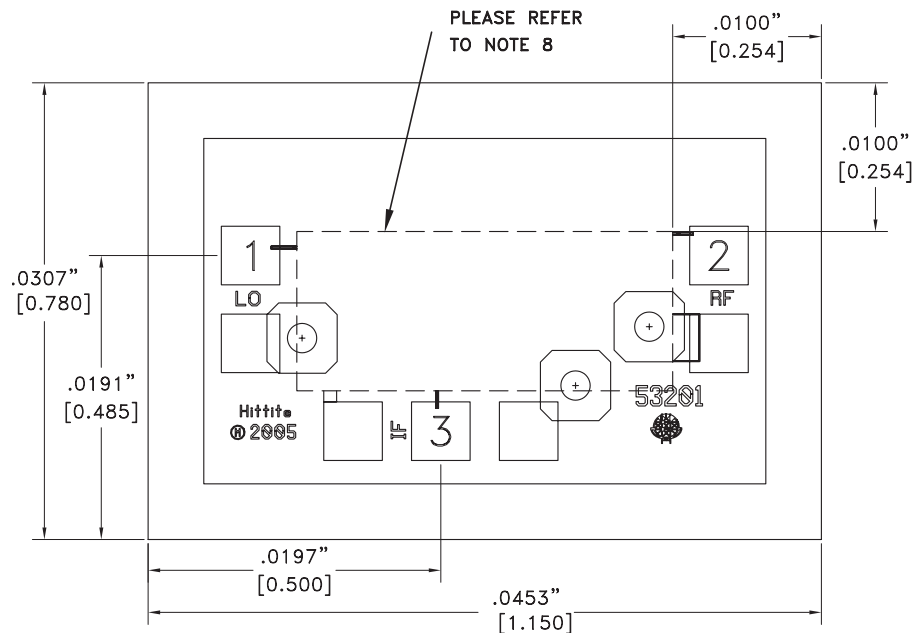 PLEASE REFER
TO NOTE 8
.0100”
[0.254]
.0100”
[0.254]
1
LO
2
RF
.0307”
[0.780]
.0191”
[0.485]
Hittite
Ⓗ 2005
IF
3
53201
.0197”
[0.500]
.0453”
[1.150]